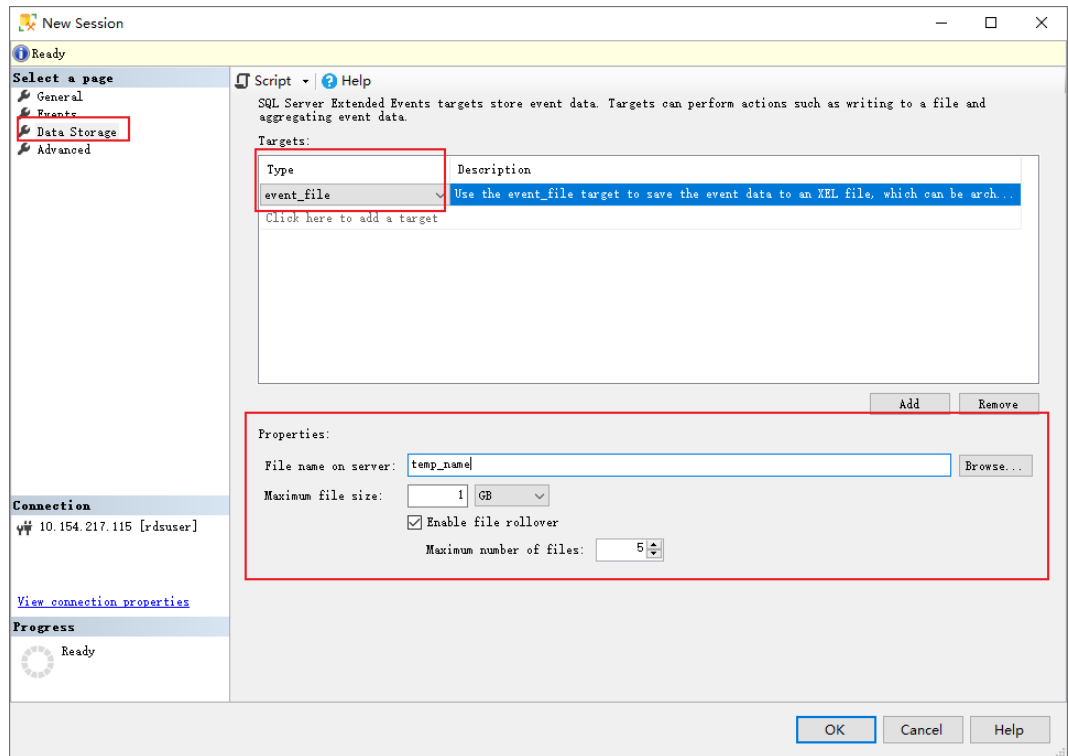 New Session
Ready
Select a page
General
Events
Data Storage
Advanced
Script
Help
SQL Server Extended Events targets store event data. Targets can perform actions such as writing to a file and
aggregating event data.
Targets:
Type Description
event_file Use the event_file target to save the event data to an XEL file, which can be arch...
Click here to add a target
Add Remove
Properties:
File name on server: temp_name Browse...
Maximum file size: 1 GB
Enable file rollover
Maximum number of files: 5
Connection
10.154.217.115 [rdsuser]
View connection properties
Progress
Ready
OK Cancel Help